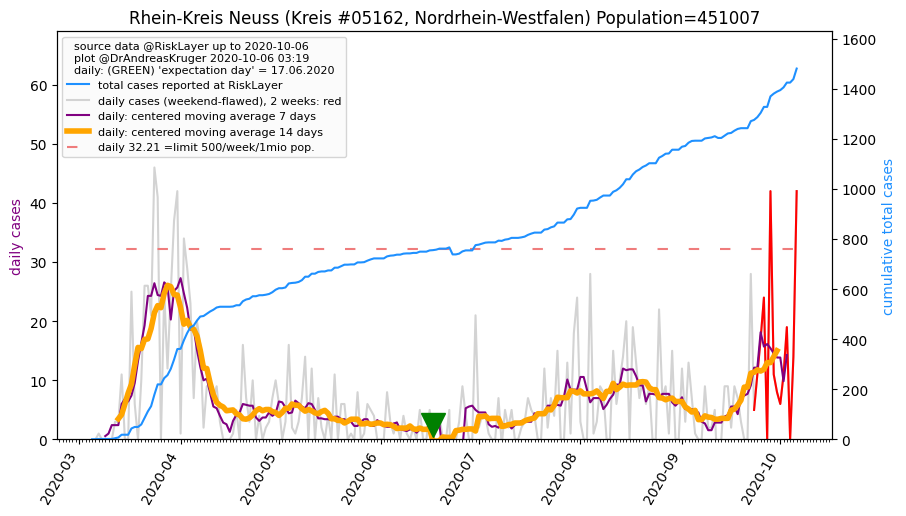 Rhein-Kreis Neuss (Kreis #05162, Nordrhein-Westfalen) Population=451007
source data @RiskLayer up to 2020-10-06
plot @DrAndreasKruger 2020-10-06 03:19
daily: (GREEN) 'expectation day' = 17.06.2020
total cases reported at RiskLayer
daily cases (weekend-flawed), 2 weeks: red
daily: centered moving average 7 days
daily: centered moving average 14 days
daily 32.21 =limit 500/week/1mio pop.
daily cases
60
50
40
30
20
10
0
1600
1400
1200
1000
800
600
400
200
0
cumulative total cases
2020-03
2020-04
2020-05
2020-06
2020-07
2020-08
2020-09
2020-10